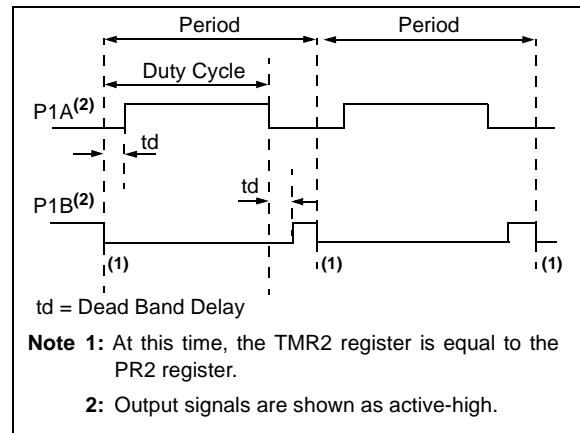 Period Period
Duty Cycle
P1A(2)
td
td
P1B(2)
(1) (1) (1)
td = Dead Band Delay
Note 1: At this time, the TMR2 register is equal to the
PR2 register.
2: Output signals are shown as active-high.